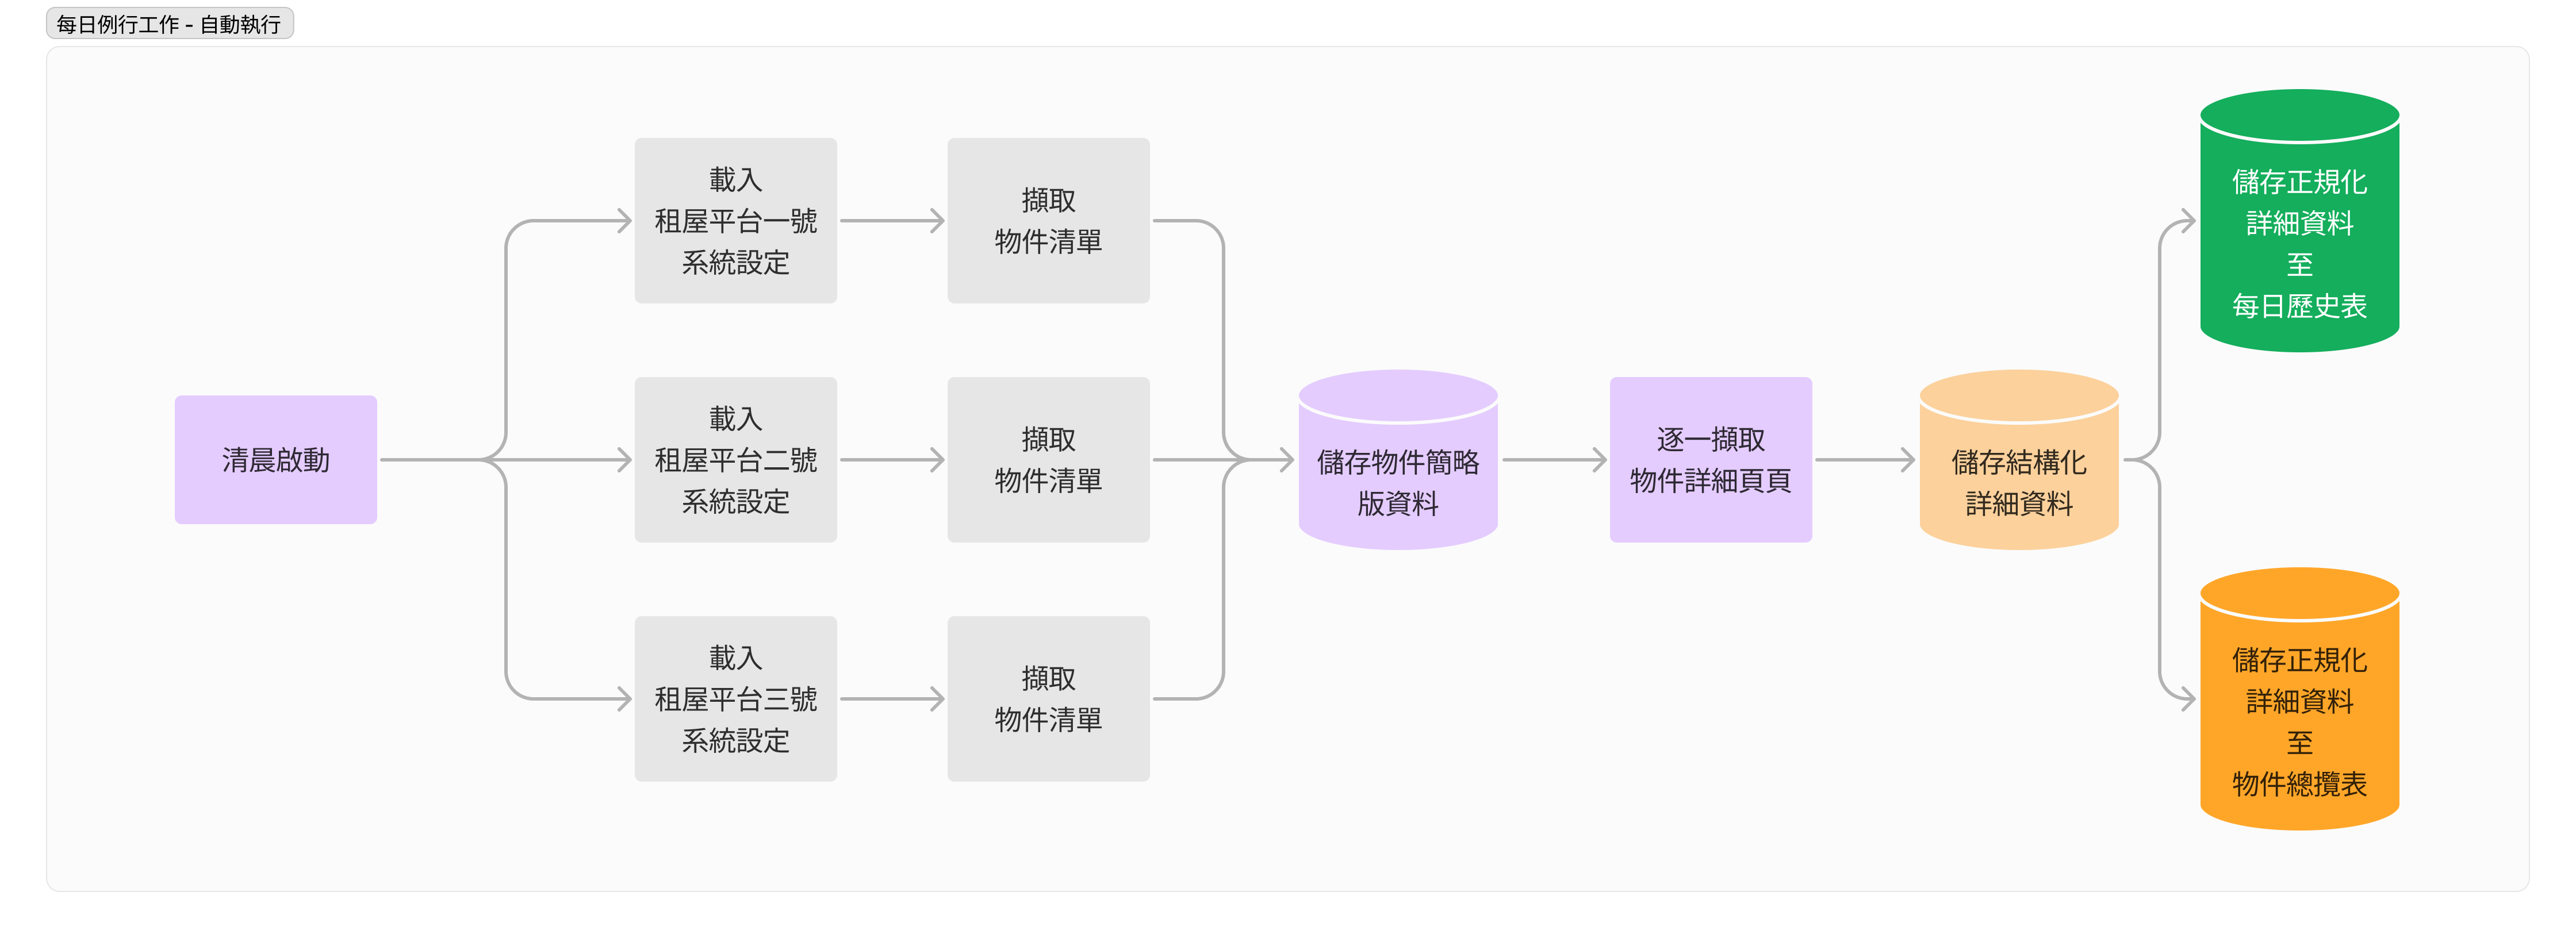 每日例行工作 - 自動執行
清晨啟動
載入
租屋平台一號
系統設定
擷取
物件清單
載入
租屋平台二號
系統設定
擷取
物件清單
載入
租屋平台三號
系統設定
擷取
物件清單
儲存物件簡略
版資料
逐一擷取
物件詳細頁頁
儲存結構化
詳細資料
儲存正規化
詳細資料
至
每日歷史表
儲存正規化
詳細資料
至
物件總攬表